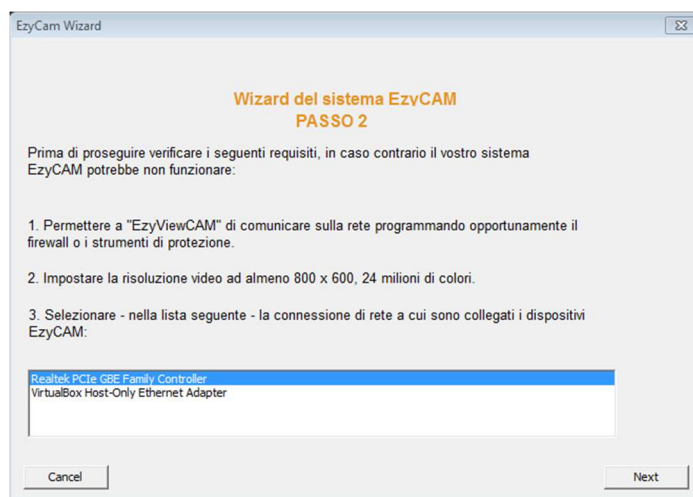 EzyCam Wizard
Wizard del sistema EzyCAM
PASSO 2
Prima di proseguire verificare i seguenti requisiti, in caso contrario il vostro sistema
EzyCAM potrebbe non funzionare:
1. Permettere a "EzyViewCAM" di comunicare sulla rete programmando opportunamente il
firewall o i strumenti di protezione.
2. Impostare la risoluzione video ad almeno 800 x 600, 24 milioni di colori.
3. Selezionare - nella lista seguente - la connessione di rete a cui sono collegati i dispositivi
EzyCAM:
Realtek PCIe GBE Family Controller
VirtualBox Host-Only Ethernet Adapter
Cancel
Next